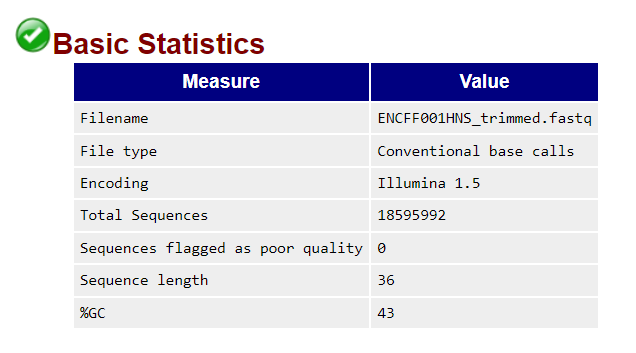 Basic Statistics
Measure Value
Filename ENCFF001HNS_trimmed.fastq
File type Conventional base calls
Encoding Illumina 1.5
Total Sequences 18595992
Sequences flagged as poor quality 0
Sequence length 36
%GC 43